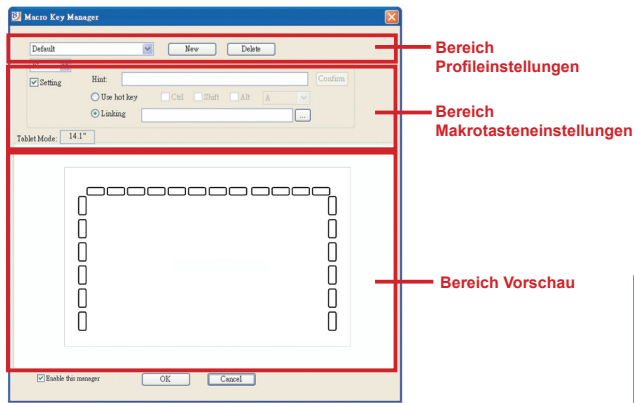 Macro Key Manager
Default
New
Delete
Bereich
Profileinstellungen
Setting
Hint:
Confirm
Use hot key
Ctrl
Shift
Alt
A
Linking
...
Bereich
Makrotasteneinstellungen
Tablet Mode:
14.1"
Bereich Vorschau
Enable this manager
OK
Cancel